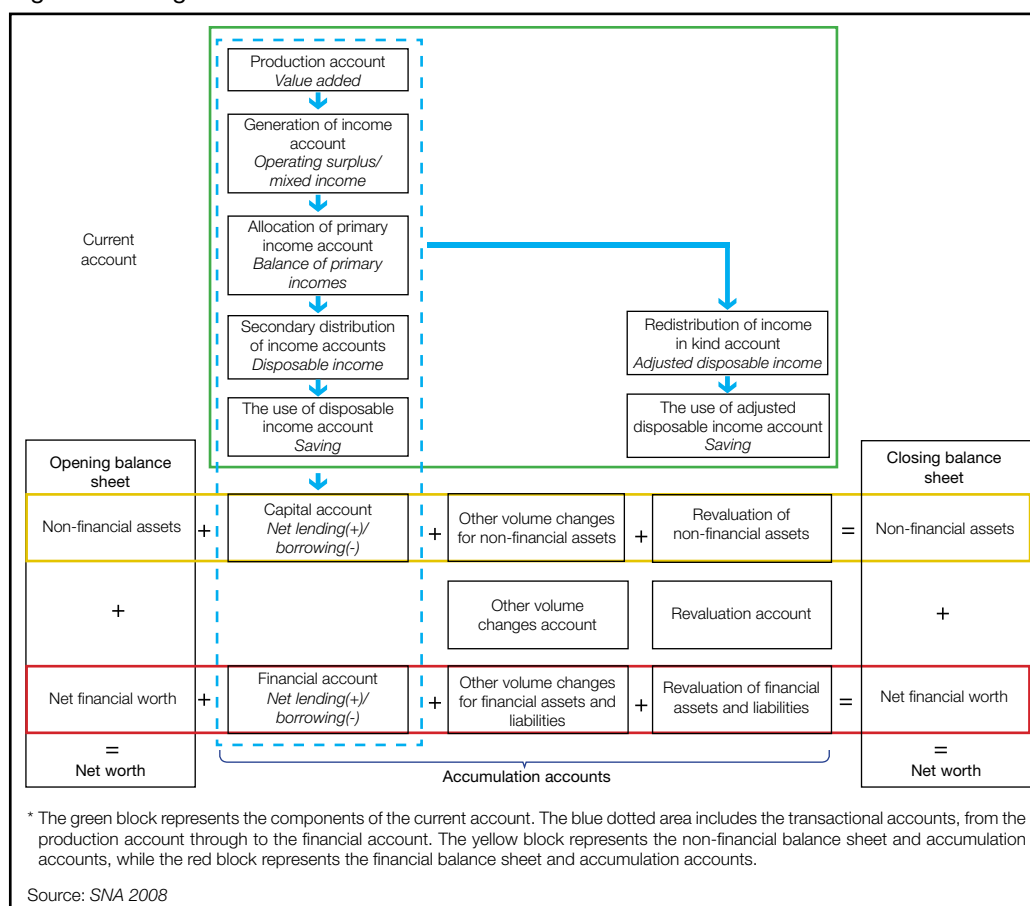 Production account
Value added
Generation of income
account
Operating surplus/
mixed income
Current
account
Allocation of primary
income account
Balance of primary
incomes
Secondary distribution
of income accounts
Disposable income
Redistribution of income
in kind account
Adjusted disposable income
The use of disposable
income account
Saving
The use of adjusted
disposable income account
Saving
Opening balance
sheet
Closing balance
sheet
Non-financial assets
+
Capital account
Net lending(+)/
borrowing(-)
+
Other volume changes
for non-financial assets
+
Revaluation of
non-financial assets
=
Non-financial assets
+
Other volume
changes account
Revaluation account
+
Net financial worth
+
Financial account
Net lending(+)/
borrowing(-)
+
Other volume changes
for financial assets and
liabilities
+
Revaluation of financial
assets and liabilities
=
Net financial worth
=
Net worth
Accumulation accounts
=
Net worth
* The green block represents the components of the current account. The blue dotted area includes the transactional accounts, from the
production account through to the financial account. The yellow block represents the non-financial balance sheet and accumulation
accounts, while the red block represents the financial balance sheet and accumulation accounts.
Source: SNA 2008